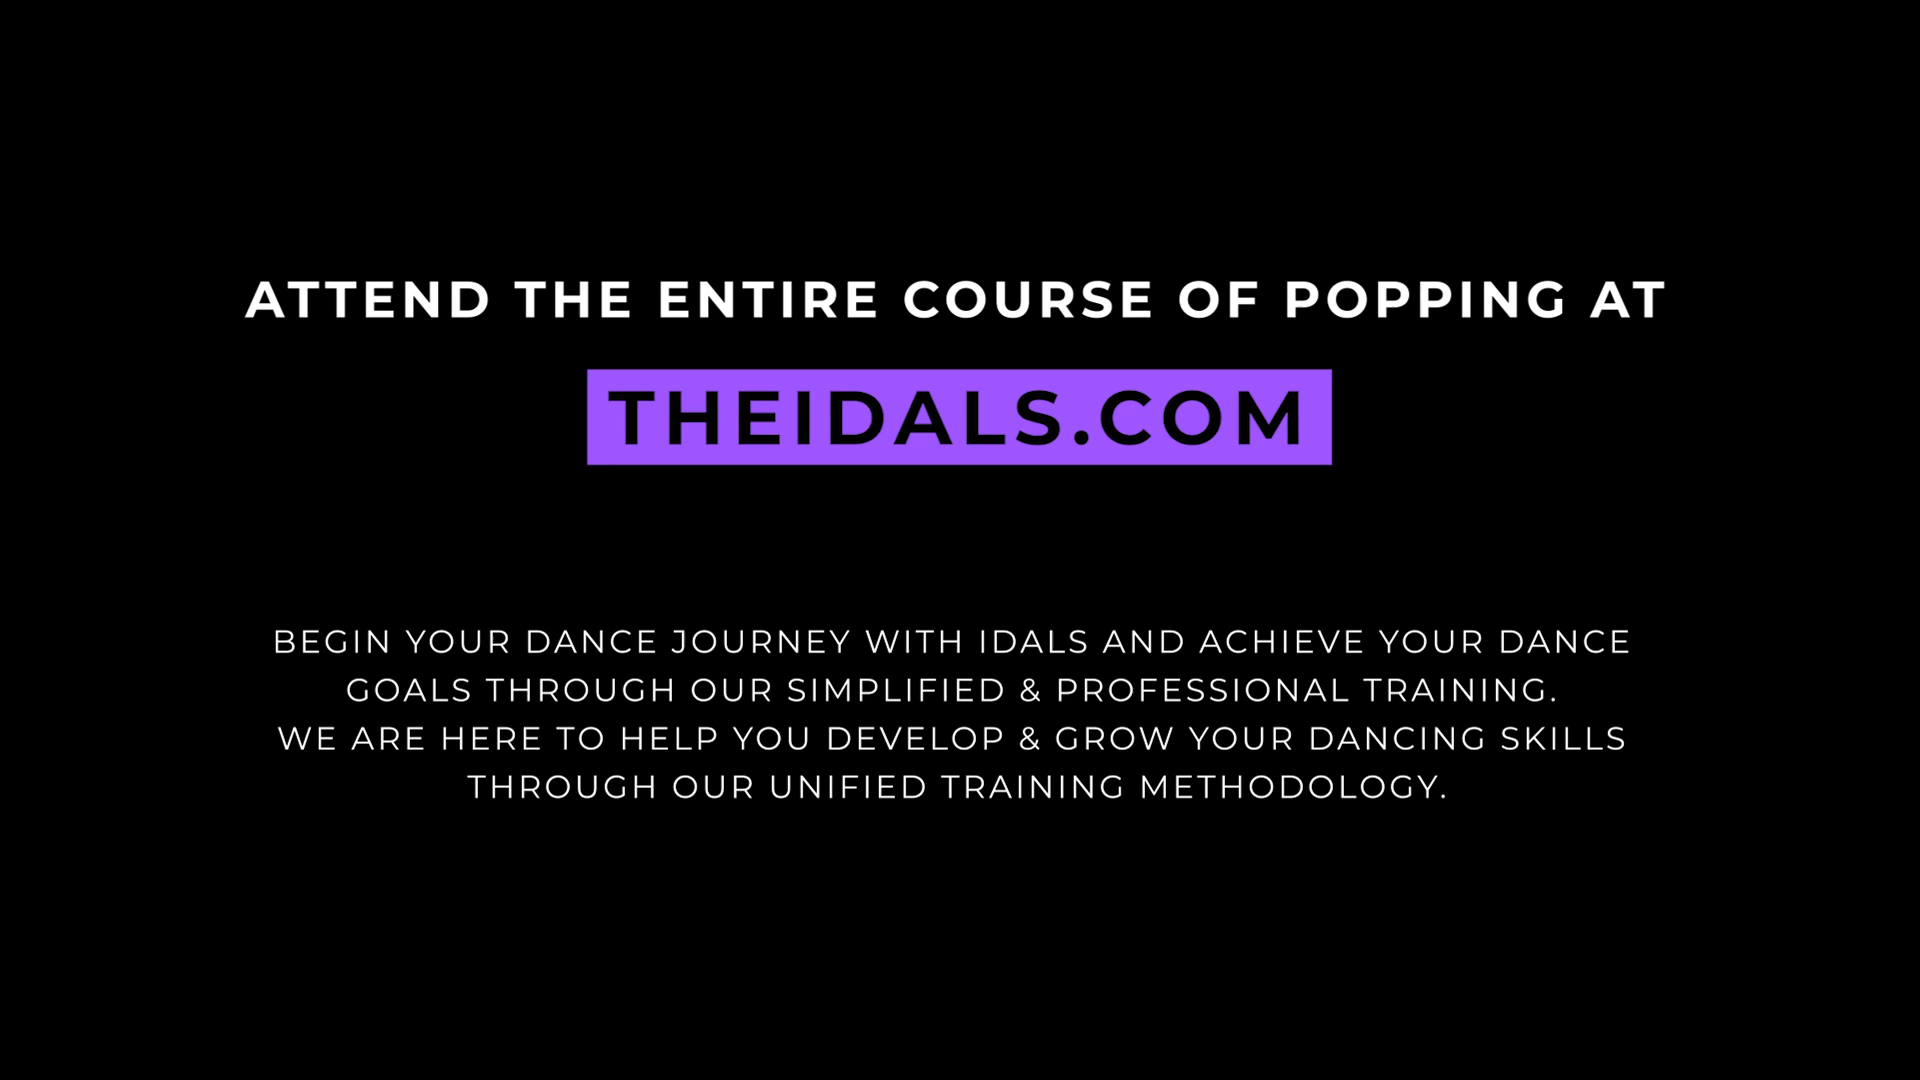 ATTEND THE ENTIRE COURSE OF POPPING AT
THEIDALS.COM
BEGIN YOUR DANCE JOURNEY WITH IDALS AND ACHIEVE YOUR DANCE
GOALS THROUGH OUR SIMPLIFIED & PROFESSIONAL TRAINING.
WE ARE HERE TO HELP YOU DEVELOP & GROW YOUR DANCING SKILLS
THROUGH OUR UNIFIED TRAINING METHODOLOGY.